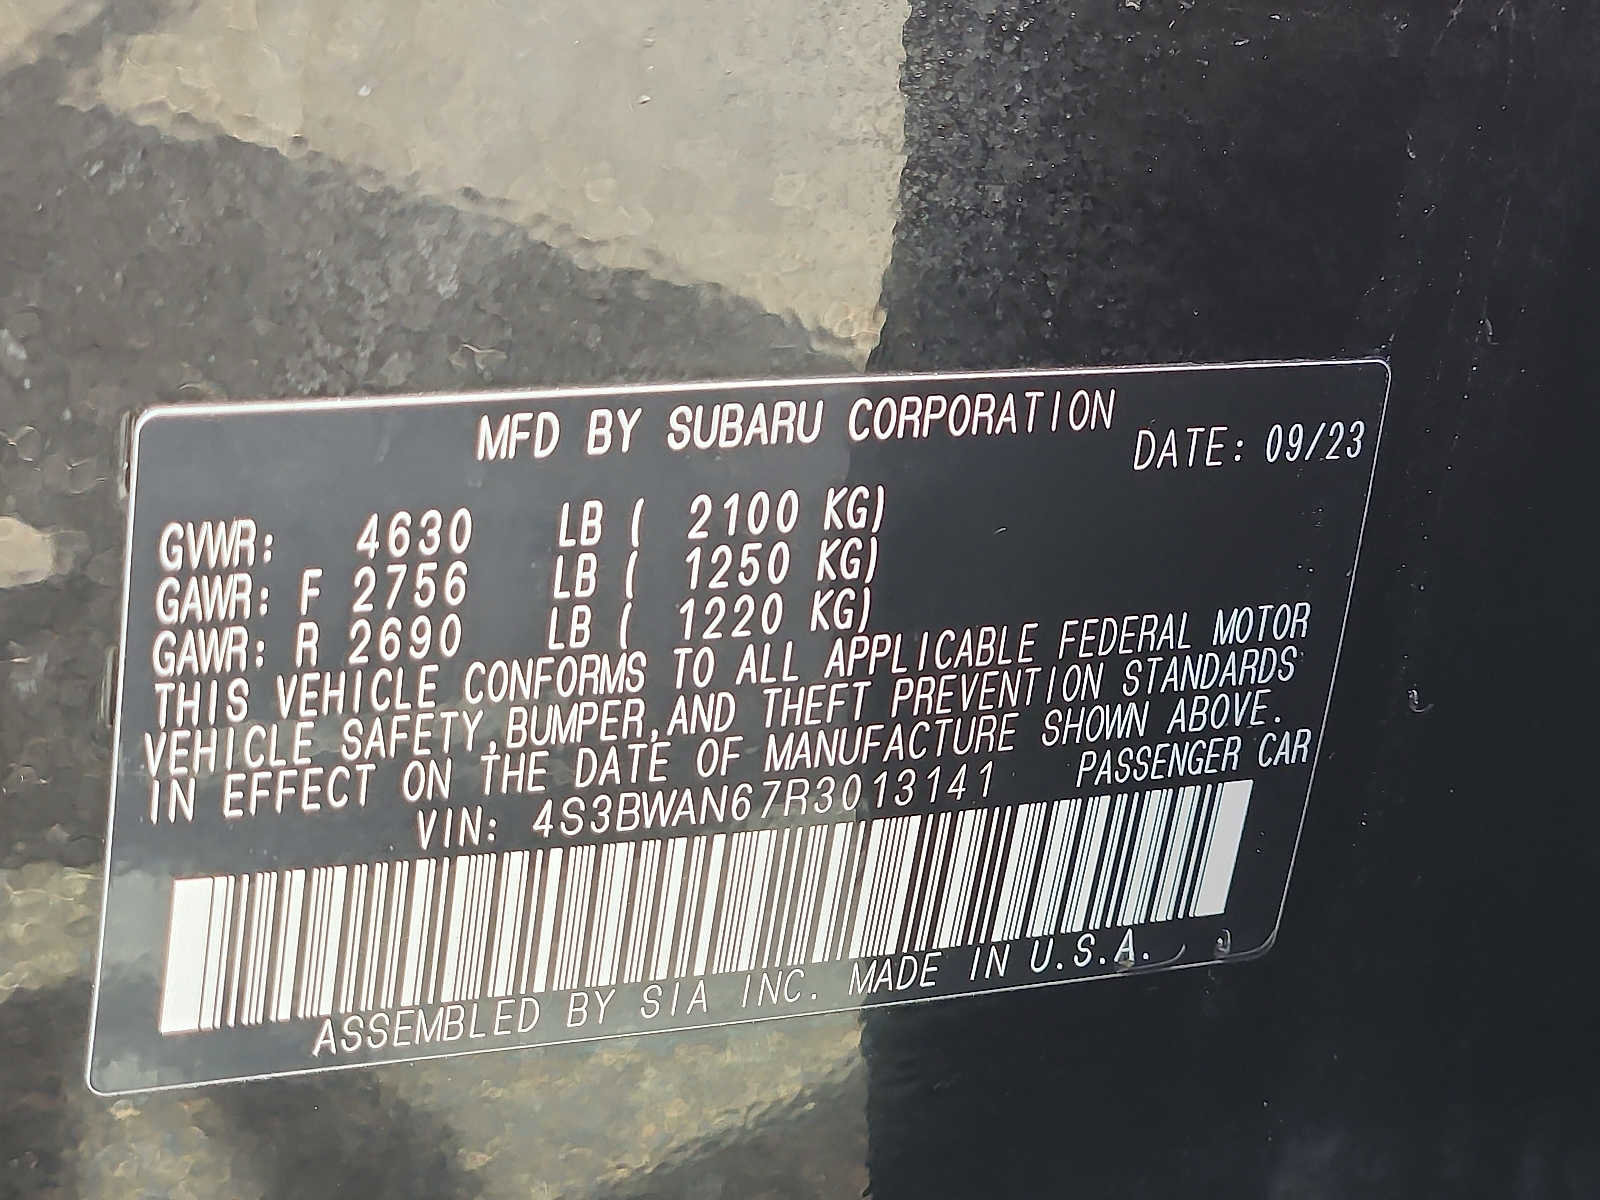 MFD BY SUBARU CORPORATION
DATE: 09/23
GVWR: 4630 LB ( 2100 KG)
GAWR: F 2756 LB ( 1250 KG)
GAWR: R 2690 LB ( 1220 KG)
THIS VEHICLE CONFORMS TO ALL APPLICABLE FEDERAL MOTOR
VEHICLE SAFETY,BUMPER,AND THEFT PREVENTION STANDARDS
IN EFFECT ON THE DATE OF MANUFACTURE SHOWN ABOVE.
VIN: 4S3BWAN67R3013141 PASSENGER CAR
ASSEMBLED BY SIA INC. MADE IN U.S.A.